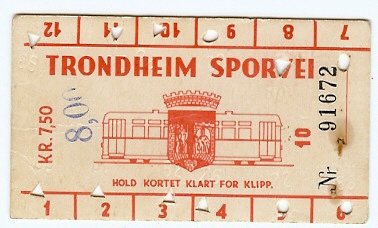 12 11 10 9 8 7
TRONDHEIM SPORVEI
KR. 7,50
8,00
10
Nr 91672
HOLD KORTET KLART FOR KLIPP.
1 2 3 4 5 6